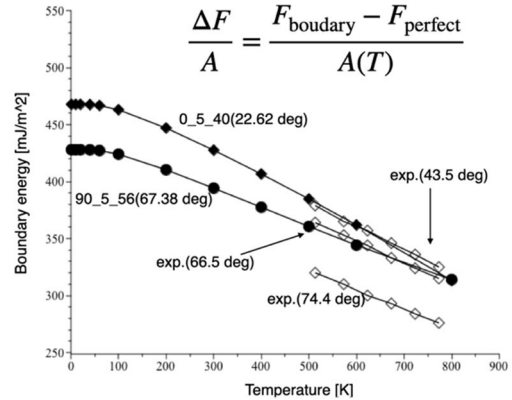 ΔF/A = (F_boudary − F_perfect)/A(T)
Boundary energy [mJ/m^2]
550
500
450
400
350
300
250
0_5_40(22.62 deg)
90_5_56(67.38 deg)
exp.(43.5 deg)
exp.(66.5 deg)
exp.(74.4 deg)
0 100 200 300 400 500 600 700 800 900
Temperature [K]